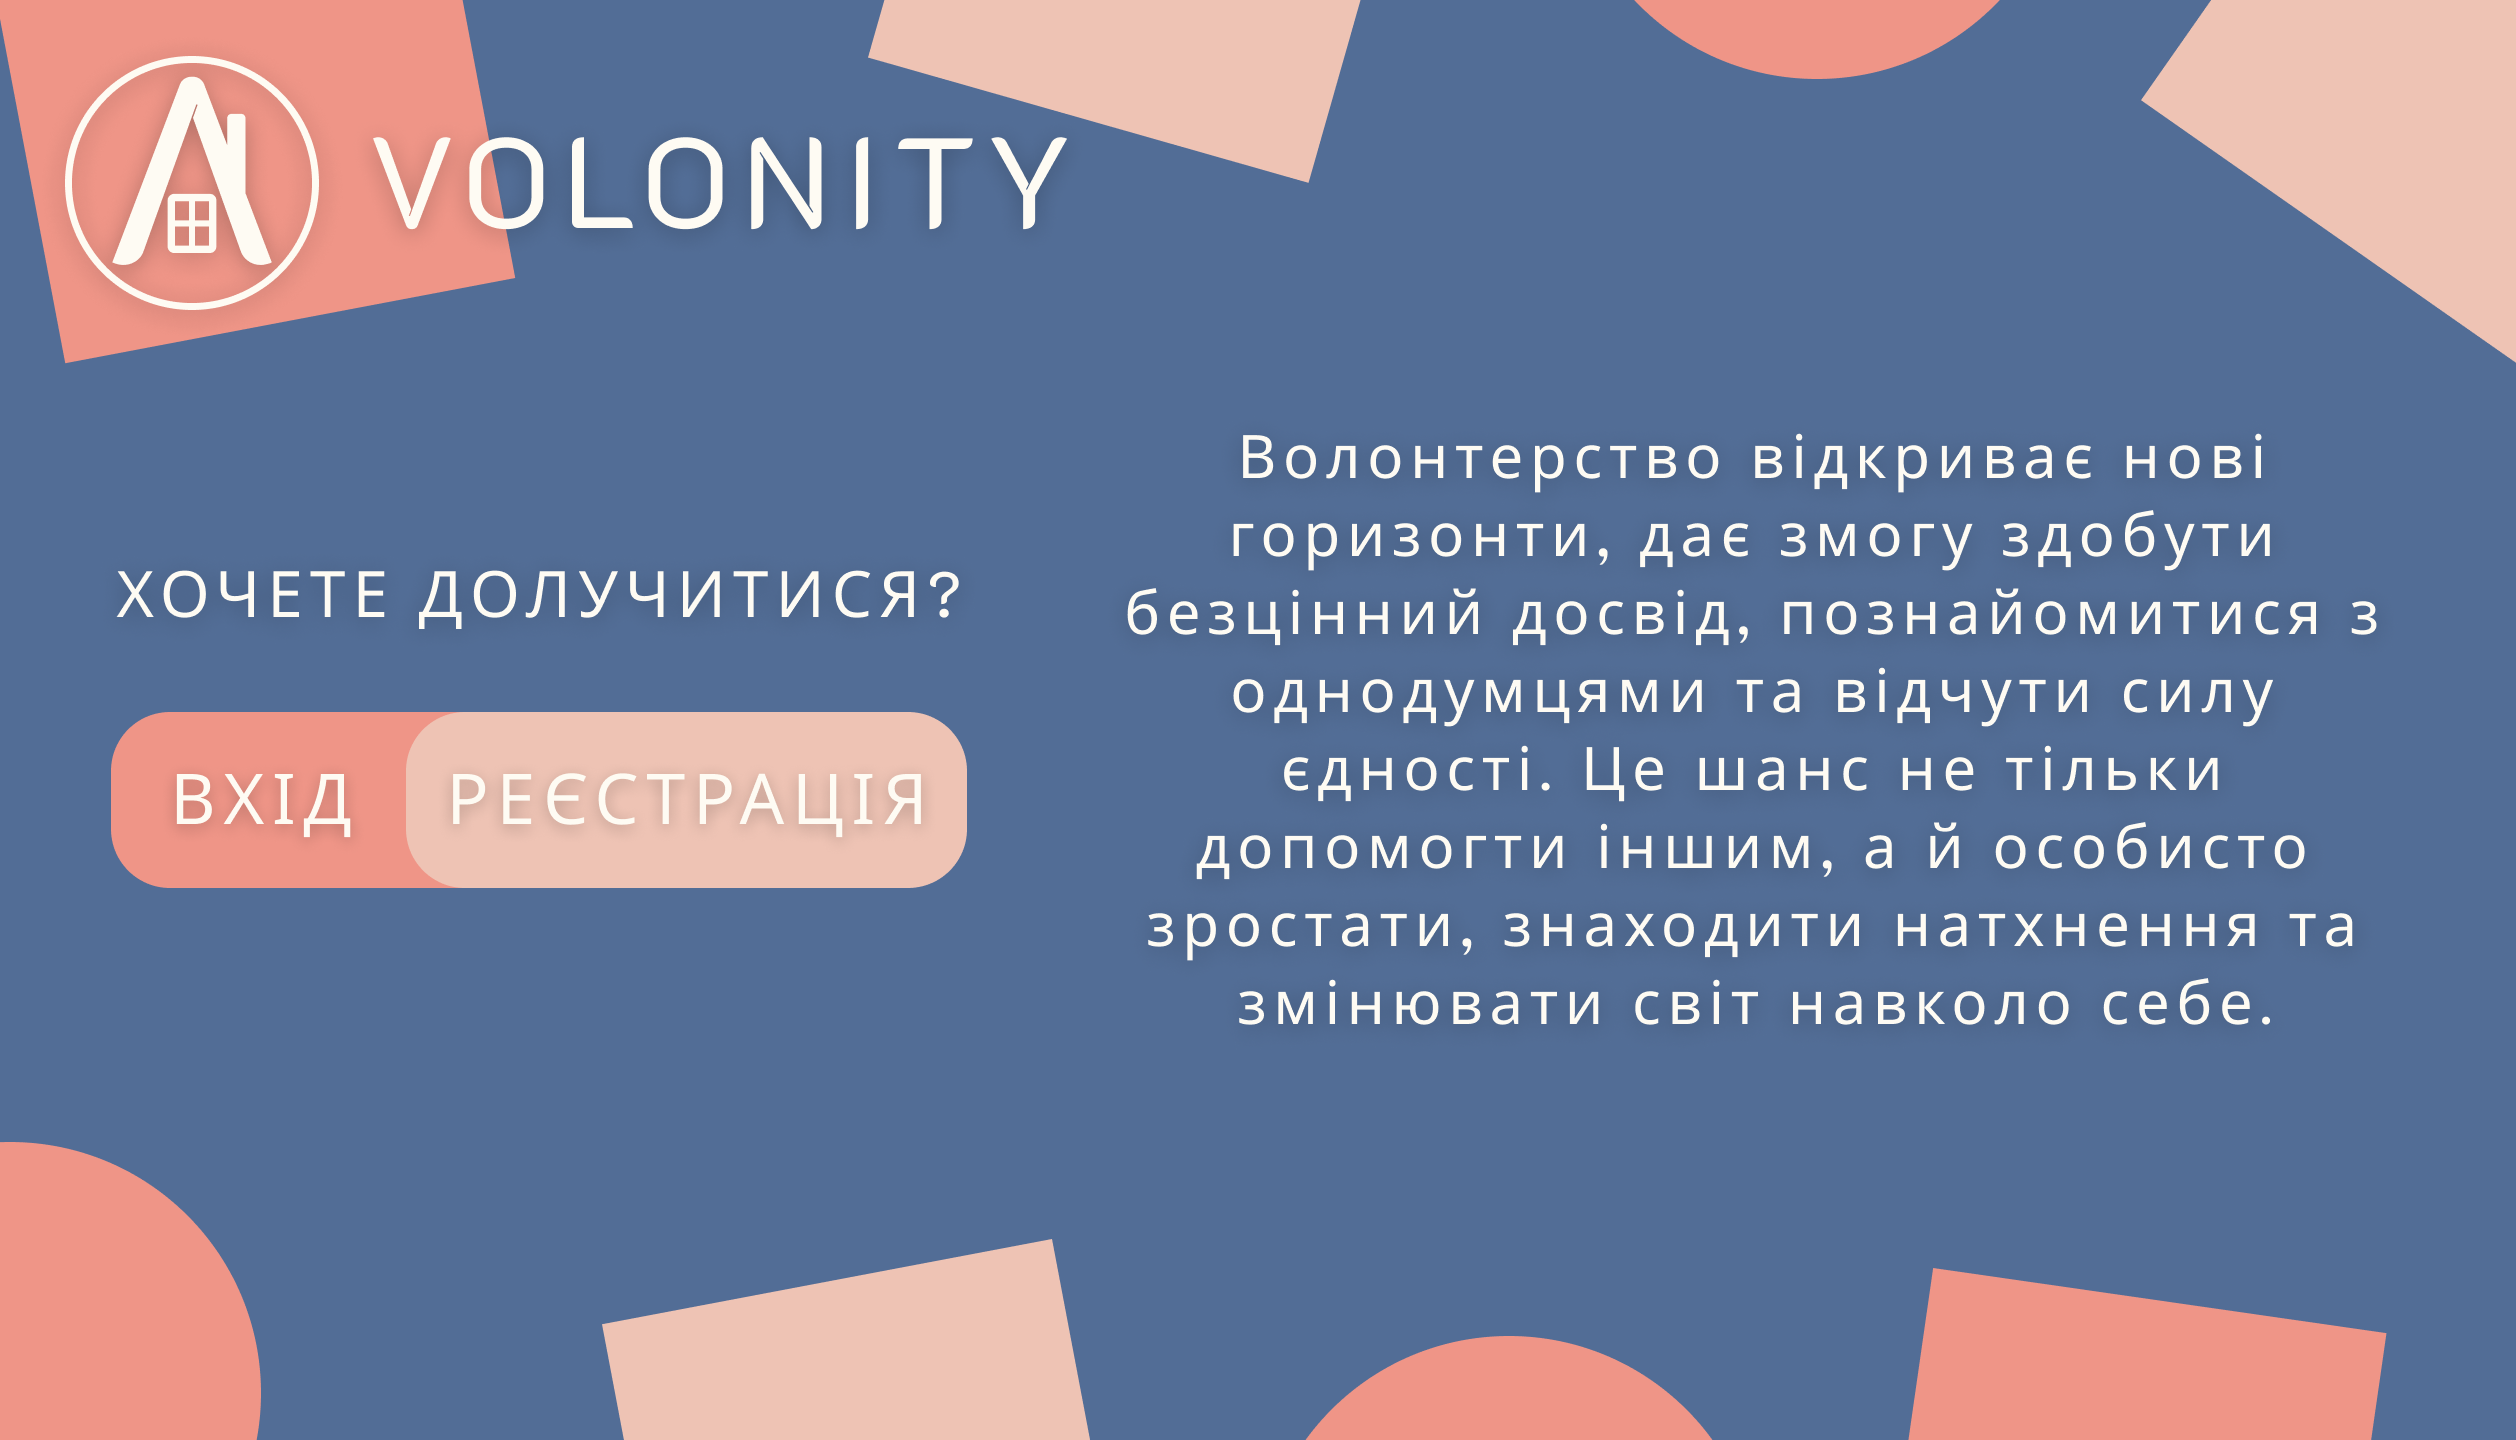 VOLONITY
ХОЧЕТЕ ДОЛУЧИТИСЯ?
ВХІД
РЕЄСТРАЦІЯ
Волонтерство відкриває нові
горизонти, дає змогу здобути
безцінний досвід, познайомитися з
однодумцями та відчути силу
єдності. Це шанс не тільки
допомогти іншим, а й особисто
зростати, знаходити натхнення та
змінювати світ навколо себе.